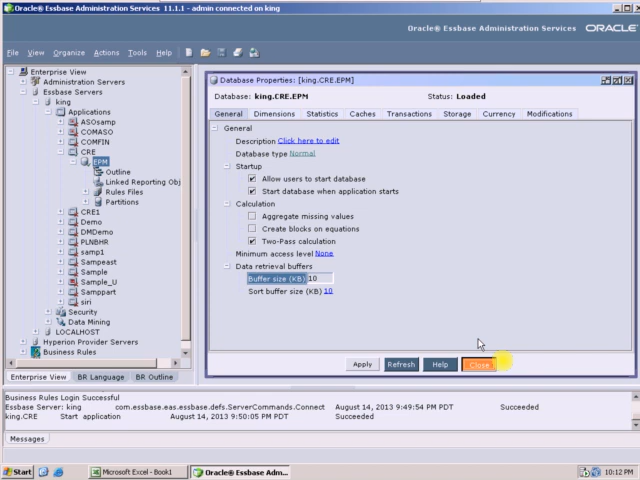 Oracle® Essbase Administration Services 11.1.1 - admin connected on king
Oracle® Essbase Administration Services ORACLE
File View Organize Actions Tools Help
Enterprise View
Administration Servers
Essbase Servers
king
Applications
ASOsamp
COMASO
COMFIN
CRE
EPM
Outline
Linked Reporting Obj
Rules Files
Partitions
CRE1
Demo
DMDemo
PLNBHR
samp1
Sampeast
Sample
Sample_U
Samppart
siri
Security
Data Mining
LOCALHOST
Hyperion Provider Servers
Business Rules
Enterprise View BR Language BR Outline
Database Properties: [king.CRE.EPM]
Database: king.CRE.EPM Status: Loaded
General Dimensions Statistics Caches Transactions Storage Currency Modifications
General
Description Click here to edit
Database type Normal
Startup
Allow users to start database
Start database when application starts
Calculation
Aggregate missing values
Create blocks on equations
Two-Pass calculation
Minimum access level None
Data retrieval buffers
Buffer size (KB) 10
Sort buffer size (KB) 10
Apply Refresh Help Close
Business Rules Login Successful
Essbase Server: king com.essbase.eas.essbase.defs.ServerCommands.Connect August 14, 2013 9:49:54 PM PDT Succeeded
king.CRE Start application August 14, 2013 9:50:05 PM PDT Succeeded
Messages
Start Microsoft Excel - Book1 Oracle® Essbase Adm... 10:12 PM